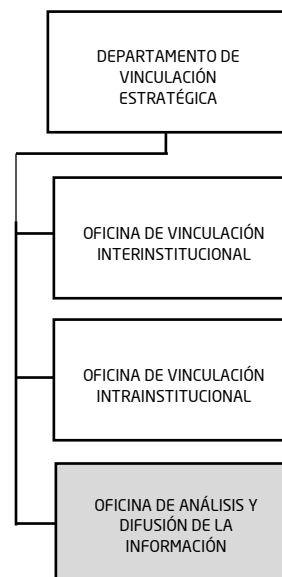 DEPARTAMENTO DE
VINCULACIÓN
ESTRATÉGICA
OFICINA DE VINCULACIÓN
INTERINSTITUCIONAL
OFICINA DE VINCULACIÓN
INTRAINSTITUCIONAL
OFICINA DE ANÁLISIS Y
DIFUSIÓN DE LA
INFORMACIÓN